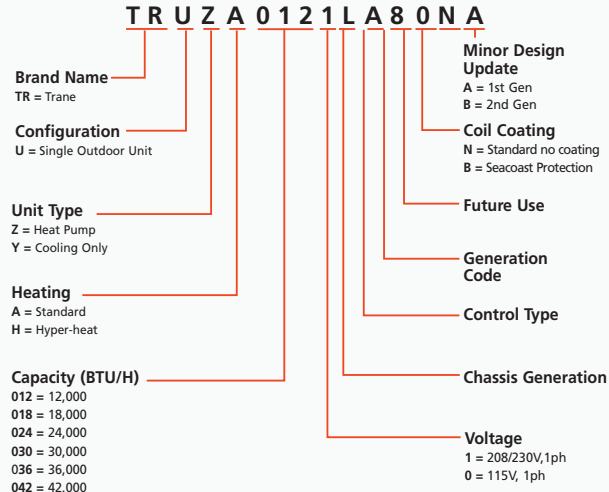 T R U Z A 0 1 2 1 L A 8 0 N A
Brand Name
TR = Trane
Configuration
U = Single Outdoor Unit
Unit Type
Z = Heat Pump
Y = Cooling Only
Heating
A = Standard
H = Hyper-heat
Capacity (BTU/H)
012 = 12,000
018 = 18,000
024 = 24,000
030 = 30,000
036 = 36,000
042 = 42,000
Minor Design
Update
A = 1st Gen
B = 2nd Gen
Coil Coating
N = Standard no coating
B = Seacoast Protection
Future Use
Generation
Code
Control Type
Chassis Generation
Voltage
1 = 208/230V,1ph
0 = 115V, 1ph